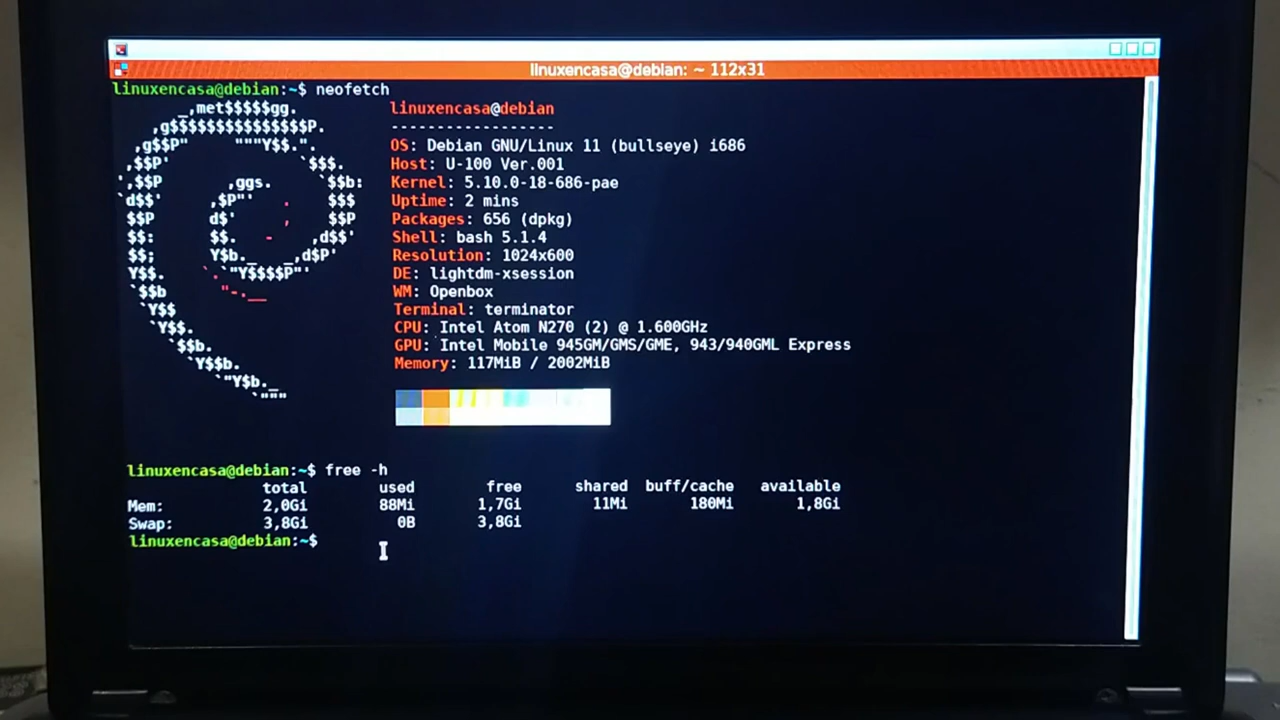 linuxencasa@debian: ~ 112x31
linuxencasa@debian:~$ neofetch
       _,met$$$$$gg.
    ,g$$$$$$$$$$$$$$$P.
  ,g$$P"     """Y$$.".
 ,$$P'              `$$$.
',$$P       ,ggs.     `$$b:
`d$$'     ,$P"'   .    $$$
 $$P      d$'     ,    $$P
 $$:      $$.   -    ,d$$'
 $$;      Y$b._   _,d$P'
 Y$$.    `.`"Y$$$$P"'
 `$$b      "-.__
  `Y$$
   `Y$$.
     `$$b.
       `Y$$b.
          `"Y$b._
              `"""
linuxencasa@debian
------------------
OS: Debian GNU/Linux 11 (bullseye) i686
Host: U-100 Ver.001
Kernel: 5.10.0-18-686-pae
Uptime: 2 mins
Packages: 656 (dpkg)
Shell: bash 5.1.4
Resolution: 1024x600
DE: lightdm-xsession
WM: Openbox
Terminal: terminator
CPU: Intel Atom N270 (2) @ 1.600GHz
GPU: Intel Mobile 945GM/GMS/GME, 943/940GML Express
Memory: 117MiB / 2002MiB
linuxencasa@debian:~$ free -h
total used free shared buff/cache available
Mem: 2,0Gi 88Mi 1,7Gi 11Mi 180Mi 1,8Gi
Swap: 3,8Gi 0B 3,8Gi
linuxencasa@debian:~$